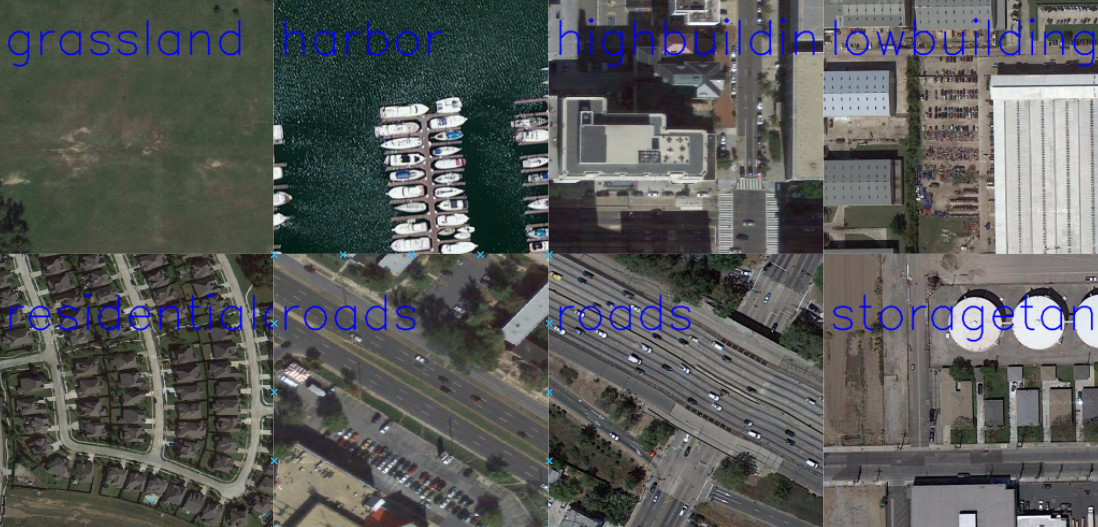 grassland
harbor
highbuildin
lowbuilding
residential
roads
roads
storagetan